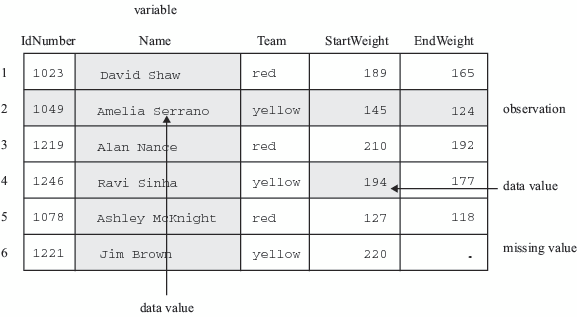 variable
IdNumber Name Team StartWeight EndWeight
1 1023 David Shaw red 189 165
2 1049 Amelia Serrano yellow 145 124 observation
3 1219 Alan Nance red 210 192
4 1246 Ravi Sinha yellow 194 177 data value
5 1078 Ashley McKnight red 127 118
6 1221 Jim Brown yellow 220 . missing value
data value